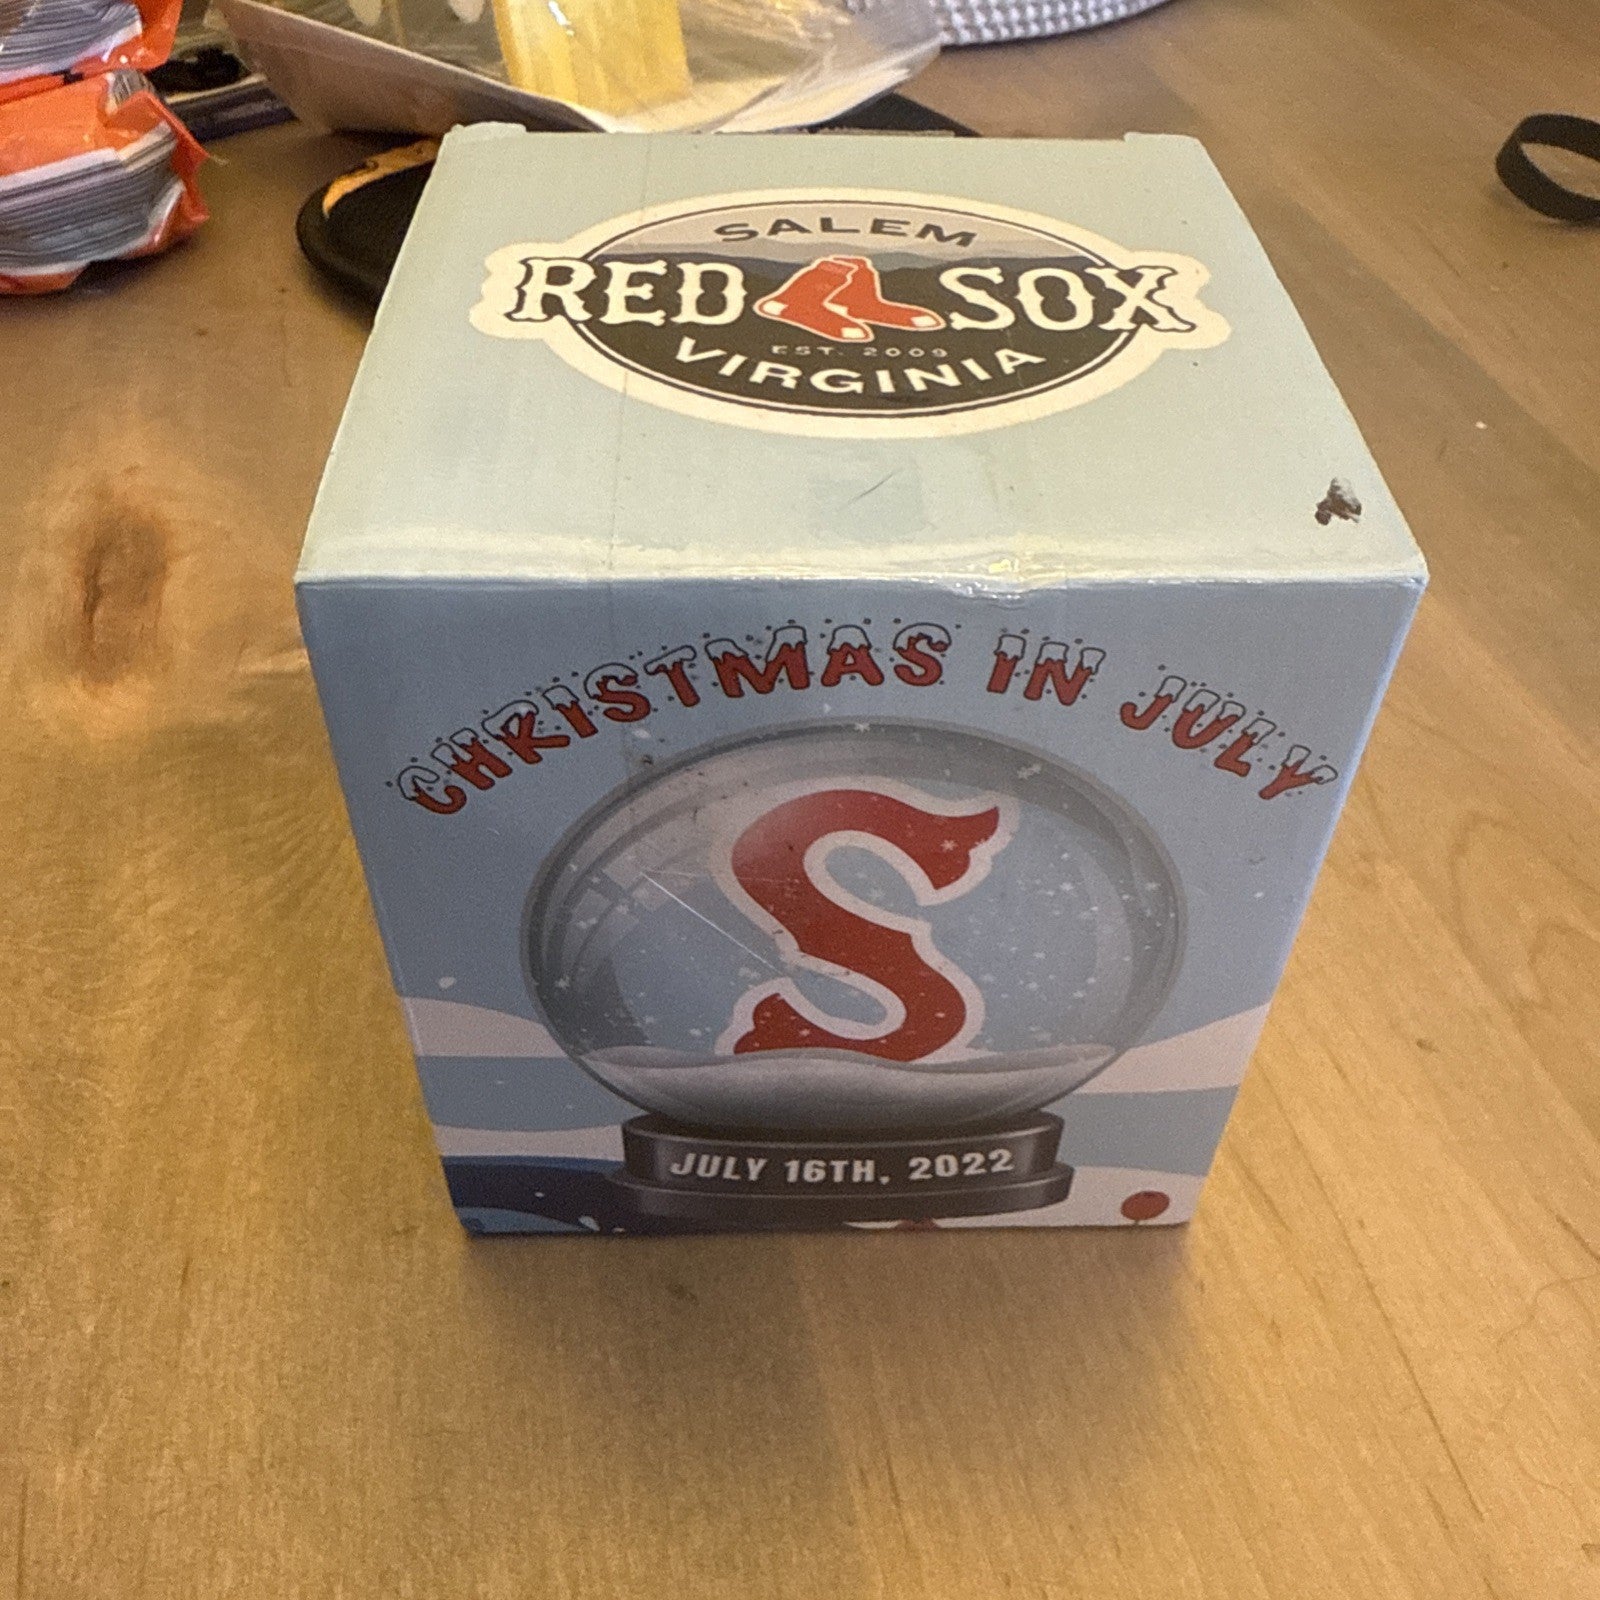 SALEM
RED SOX
EST. 2009
VIRGINIA
CHRISTMAS IN JULY
S
JULY 16TH, 2022